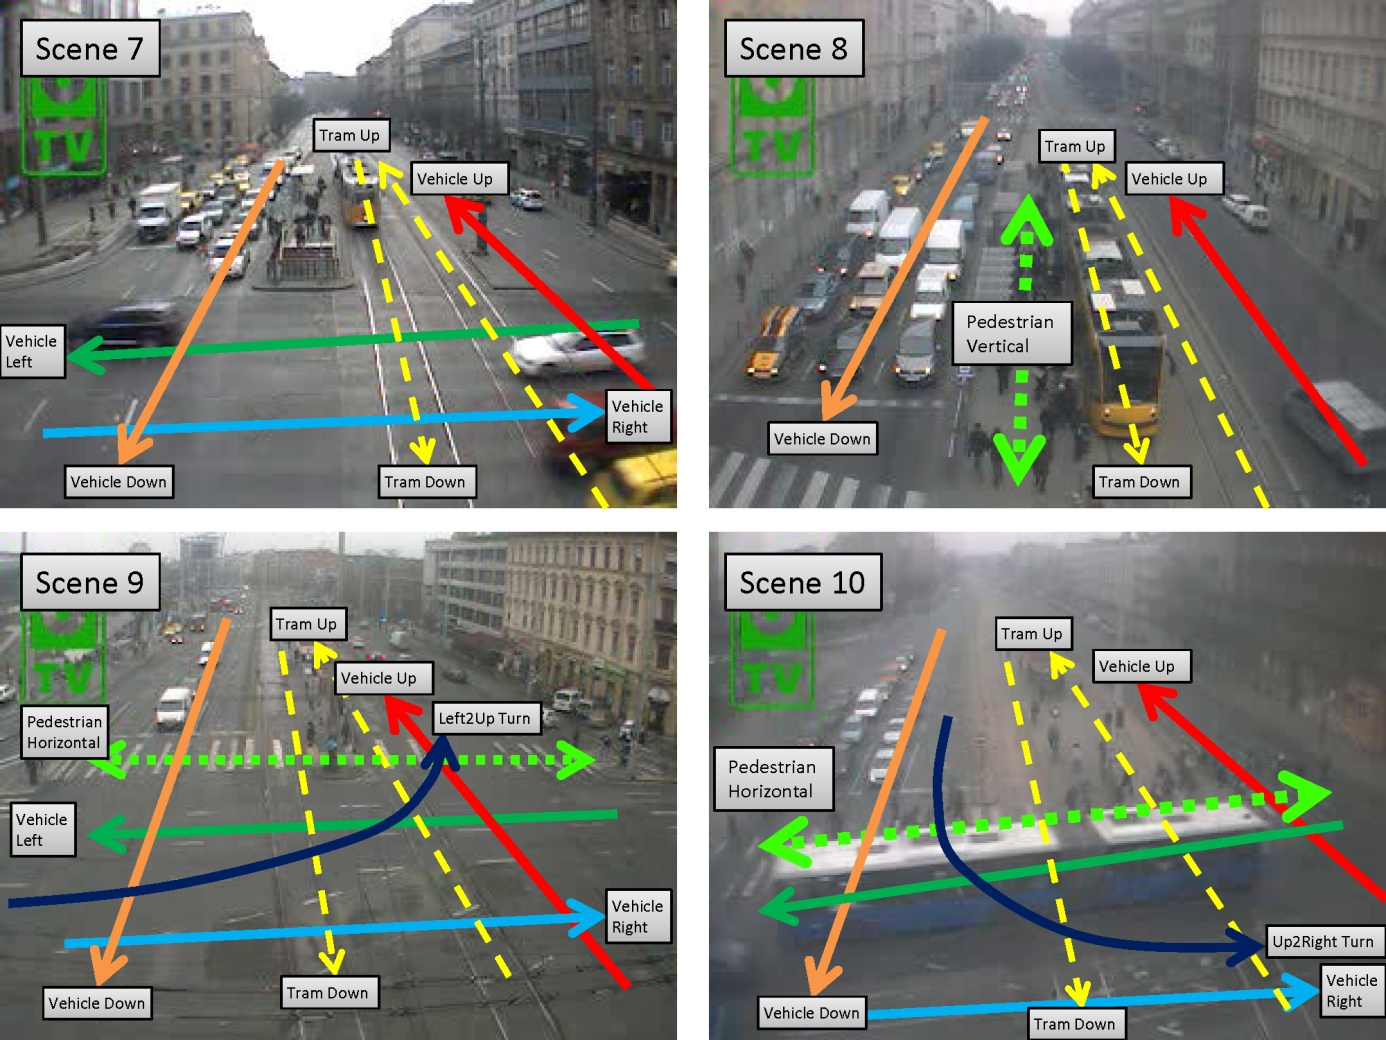 Scene 7
TV
Tram Up
Vehicle Up
Vehicle
Left
Vehicle
Right
Vehicle Down
Tram Down
Scene 8
TV
Tram Up
Vehicle Up
Pedestrian
Vertical
Vehicle Down
Tram Down
Scene 9
TV
Tram Up
Vehicle Up
Left2Up Turn
Pedestrian
Horizontal
Vehicle
Left
Vehicle
Right
Tram Down
Vehicle Down
Scene 10
TV
Tram Up
Vehicle Up
Pedestrian
Horizontal
Up2Right Turn
Vehicle
Right
Vehicle Down
Tram Down